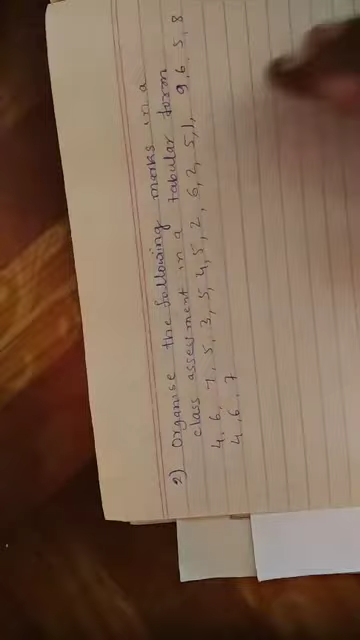 2) Organise the following marks in a
class assessment in a tabular form
4, 6, 7, 5, 3, 5, 4, 5, 2, 6, 2, 5, 1, 9, 6, 5, 8
4, 6, 7